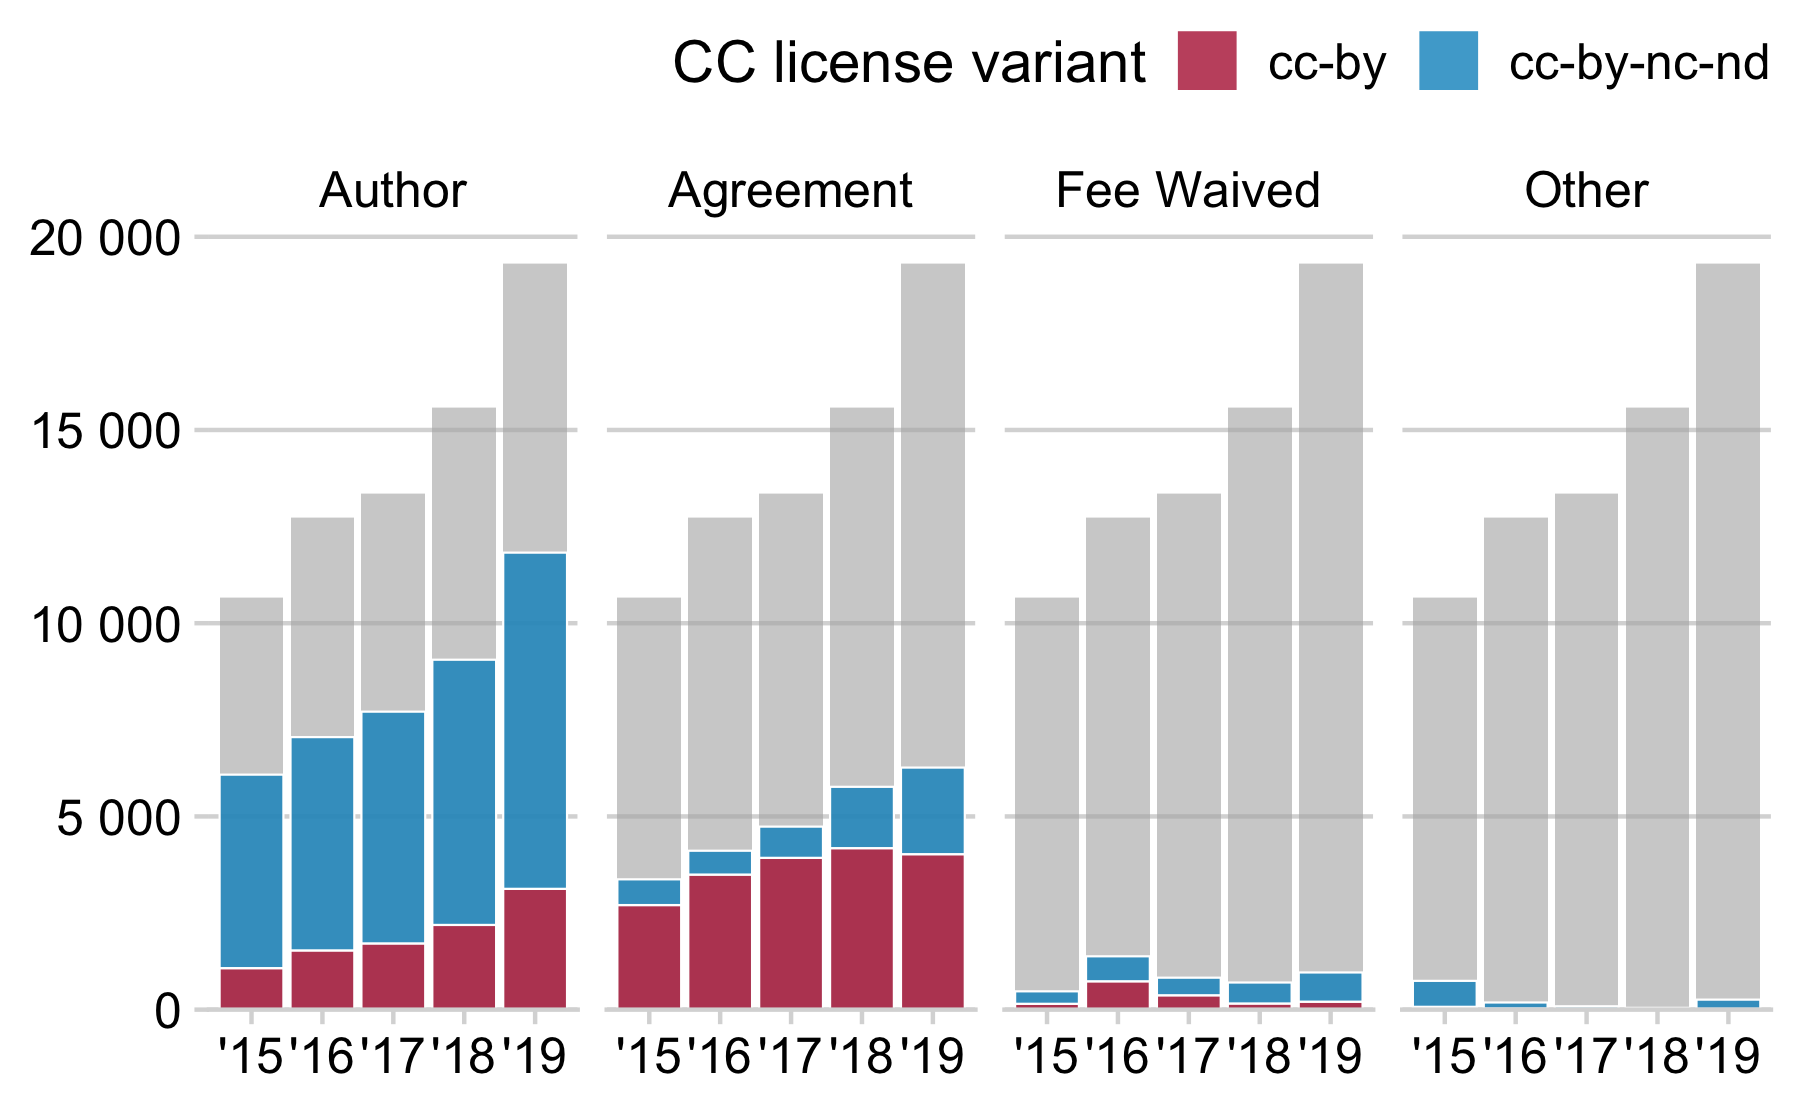 CC license variant cc-by cc-by-nc-nd
Author Agreement Fee Waived Other
20 000
15 000
10 000
5 000
0
'15 '16 '17 '18 '19 '15 '16 '17 '18 '19 '15 '16 '17 '18 '19 '15 '16 '17 '18 '19